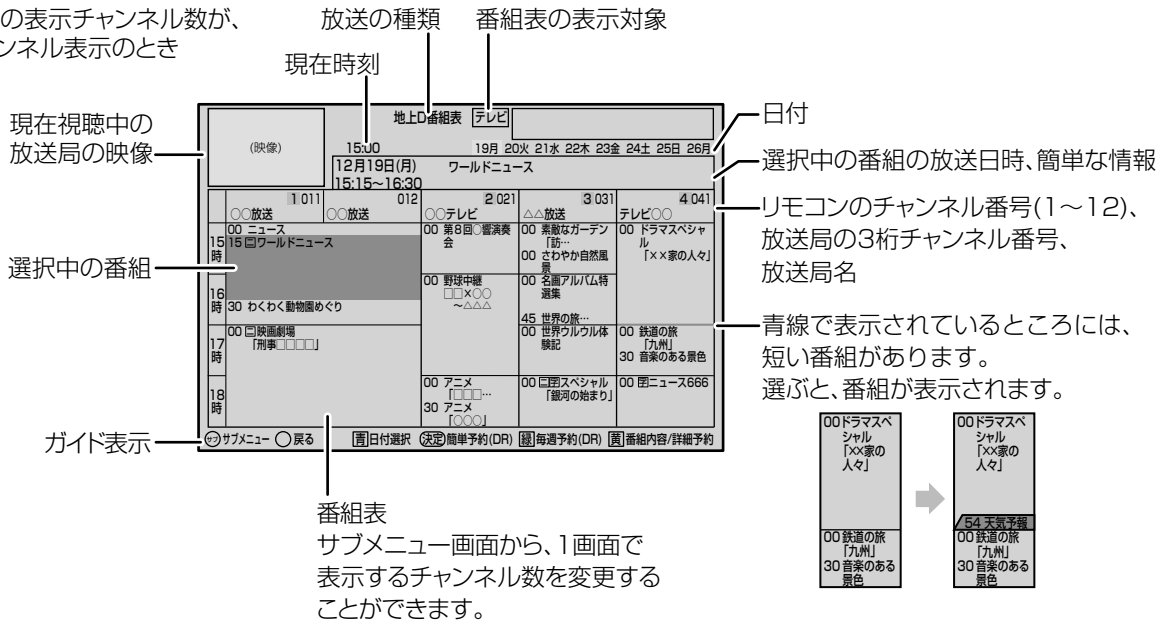 の表示チャンネル数が、
ンネル表示のとき
放送の種類
番組表の表示対象
現在時刻
現在視聴中の
放送局の映像
日付
選択中の番組の放送日時、簡単な情報
リモコンのチャンネル番号(1～12)、
放送局の3桁チャンネル番号、
放送局名
選択中の番組
青線で表示されているところには、
短い番組があります。
選ぶと、番組が表示されます。
ガイド表示
番組表
サブメニュー画面から、1画面で
表示するチャンネル数を変更する
ことができます。
(映像)
地上D番組表 テレビ
15:00
19月 20火 21水 22木 23金 24土 25日 26月
12月19日(月) ワールドニュース
15:15～16:30
1 011
○○放送
012
○○放送
2 021
○○テレビ
3 031
△△放送
4 041
テレビ○○
15時
16時
17時
18時
00 ニュース
15 ワールドニュース
30 わくわく動物園めぐり
00 映画劇場
「刑事□□□□」
00 第8回○響演奏
会
00 野球中継
□□×○○
～△△△
00 アニメ
「□□□…
30 アニメ
「○○○」
00 素敵なガーデン
「訪…
00 さわやか自然風
景
00 名画アルバム特
選集
45 世界の旅…
00 世界ウルウル体
験記
00 字スペシャル
「銀河の始まり」
00 ドラマスペシャ
ル
「××家の人々」
00 鉄道の旅
「九州」
30 音楽のある景色
00 字ニュース666
サブ サブメニュー ○戻る 青日付選択 決定簡単予約(DR) 緑毎週予約(DR) 黄番組内容/詳細予約
00ドラマスペ
シャル
「××家の
人々」
00鉄道の旅
「九州」
30音楽のある
景色
00ドラマスペ
シャル
「××家の
人々」
54 天気予報
00鉄道の旅
「九州」
30音楽のある
景色